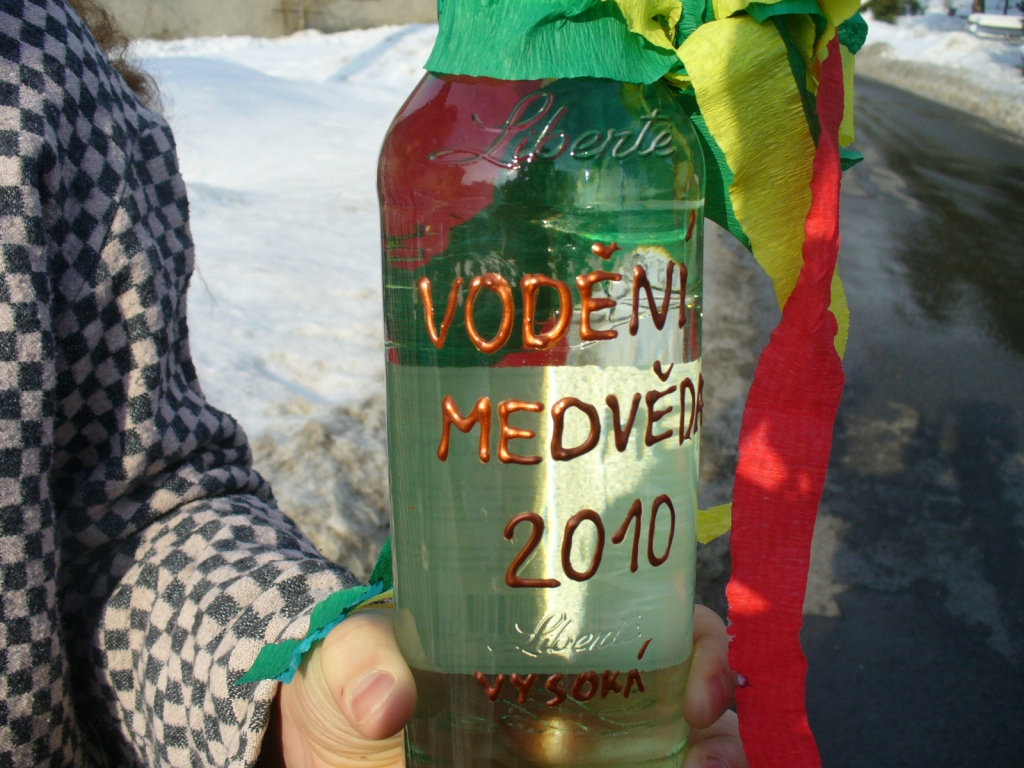 Liberté
VODĚNÍ
MEDVĚDA
2010
Liberté
VYSOKÁ